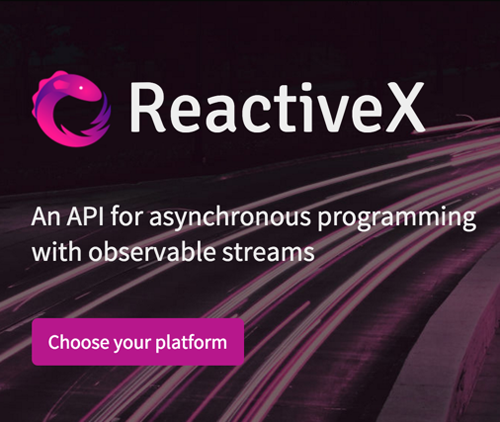 ReactiveX
An API for asynchronous programming
with observable streams
Choose your platform